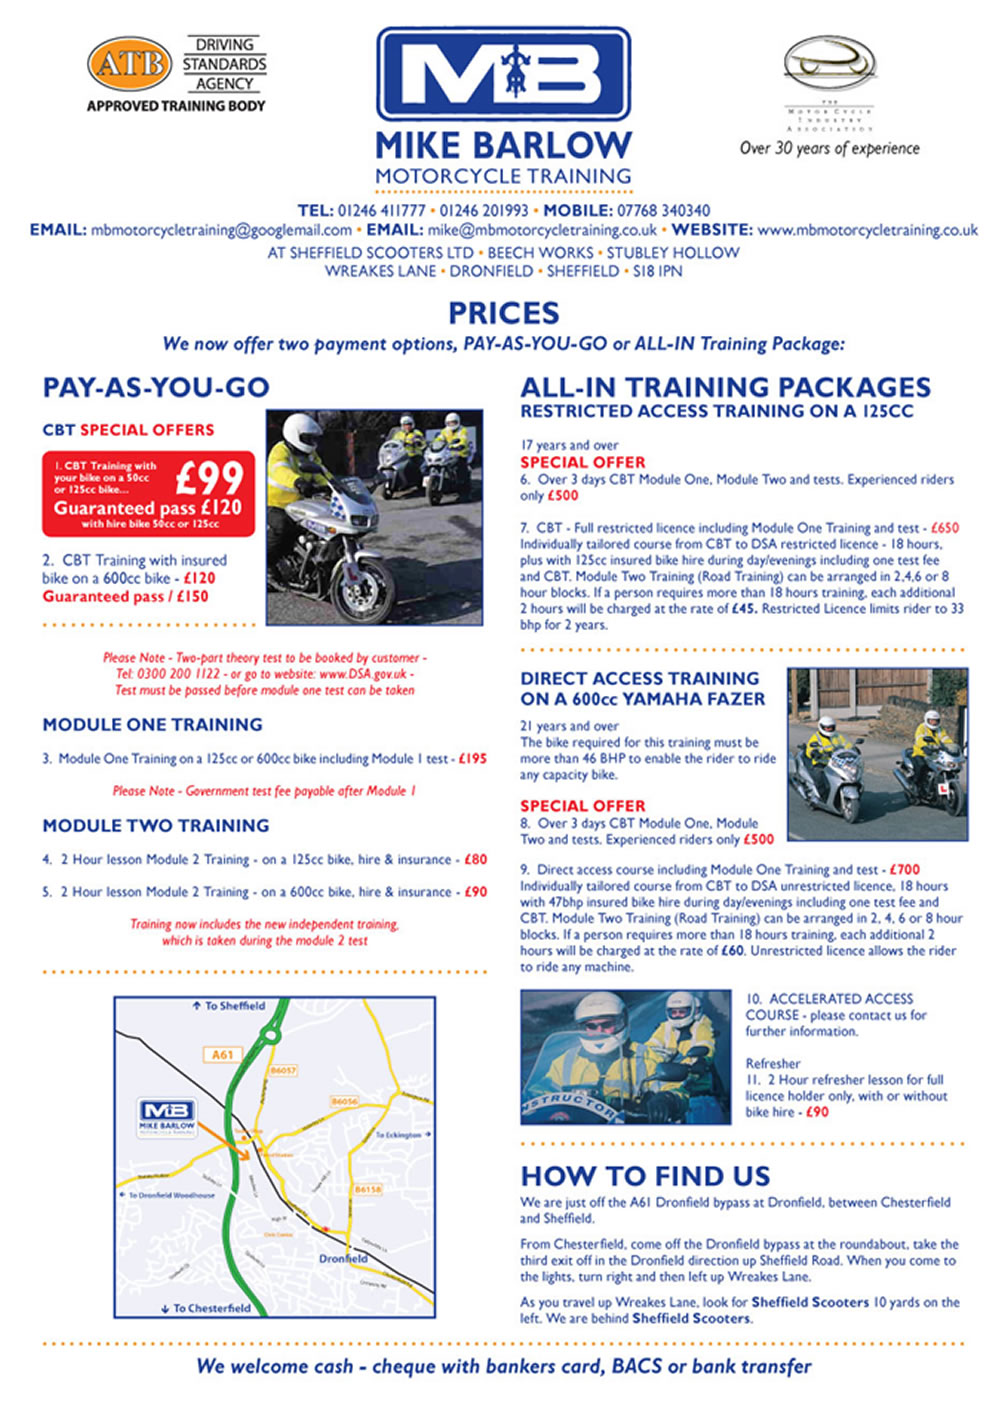 ATB
DRIVING
STANDARDS
AGENCY
APPROVED TRAINING BODY
MB
MIKE BARLOW
MOTORCYCLE TRAINING
THE
MOTOR CYCLE
INDUSTRY
ASSOCIATION
Over 30 years of experience
TEL: 01246 411777 • 01246 201993 • MOBILE: 07768 340340
EMAIL: mbmotorcycletraining@googlemail.com • EMAIL: mike@mbmotorcycletraining.co.uk • WEBSITE: www.mbmotorcycletraining.co.uk
AT SHEFFIELD SCOOTERS LTD • BEECH WORKS • STUBLEY HOLLOW
WREAKES LANE • DRONFIELD • SHEFFIELD • S18 1PN
PRICES
We now offer two payment options, PAY-AS-YOU-GO or ALL-IN Training Package:
PAY-AS-YOU-GO
CBT SPECIAL OFFERS
1. CBT Training with
your bike on a 50cc
or 125cc bike...
£99
Guaranteed pass £120
with hire bike 50cc or 125cc
2. CBT Training with insured
bike on a 600cc bike - £120
Guaranteed pass / £150
Please Note - Two-part theory test to be booked by customer -
Tel: 0300 200 1122 - or go to website: www.DSA.gov.uk -
Test must be passed before module one test can be taken
MODULE ONE TRAINING
3. Module One Training on a 125cc or 600cc bike including Module 1 test - £195
Please Note - Government test fee payable after Module 1
MODULE TWO TRAINING
4. 2 Hour lesson Module 2 Training - on a 125cc bike, hire & insurance - £80
5. 2 Hour lesson Module 2 Training - on a 600cc bike, hire & insurance - £90
Training now includes the new independent training,
which is taken during the module 2 test
To Sheffield
A61
B6057
B6056
MB
MIKE BARLOW
MOTORCYCLE TRAINING
To Eckington
B6158
To Dronfield Woodhouse
Dronfield
To Chesterfield
ALL-IN TRAINING PACKAGES
RESTRICTED ACCESS TRAINING ON A 125CC
17 years and over
SPECIAL OFFER
6. Over 3 days CBT Module One, Module Two and tests. Experienced riders
only £500
7. CBT - Full restricted licence including Module One Training and test - £650
Individually tailored course from CBT to DSA restricted licence - 18 hours,
plus with 125cc insured bike hire during day/evenings including one test fee
and CBT. Module Two Training (Road Training) can be arranged in 2,4,6 or 8
hour blocks. If a person requires more than 18 hours training, each additional
2 hours will be charged at the rate of £45. Restricted Licence limits rider to 33
bhp for 2 years.
DIRECT ACCESS TRAINING
ON A 600cc YAMAHA FAZER
21 years and over
The bike required for this training must be
more than 46 BHP to enable the rider to ride
any capacity bike.
SPECIAL OFFER
8. Over 3 days CBT Module One, Module
Two and tests. Experienced riders only £500
9. Direct access course including Module One Training and test - £700
Individually tailored course from CBT to DSA unrestricted licence, 18 hours
with 47bhp insured bike hire during day/evenings including one test fee and
CBT. Module Two Training (Road Training) can be arranged in 2, 4, 6 or 8 hour
blocks. If a person requires more than 18 hours training, each additional 2
hours will be charged at the rate of £60. Unrestricted licence allows the rider
to ride any machine.
L
STRUCTOR
10. ACCELERATED ACCESS
COURSE - please contact us for
further information.
Refresher
11. 2 Hour refresher lesson for full
licence holder only, with or without
bike hire - £90
HOW TO FIND US
We are just off the A61 Dronfield bypass at Dronfield, between Chesterfield
and Sheffield.
From Chesterfield, come off the Dronfield bypass at the roundabout, take the
third exit off in the Dronfield direction up Sheffield Road. When you come to
the lights, turn right and then left up Wreakes Lane.
As you travel up Wreakes Lane, look for Sheffield Scooters 10 yards on the
left. We are behind Sheffield Scooters.
We welcome cash - cheque with bankers card, BACS or bank transfer